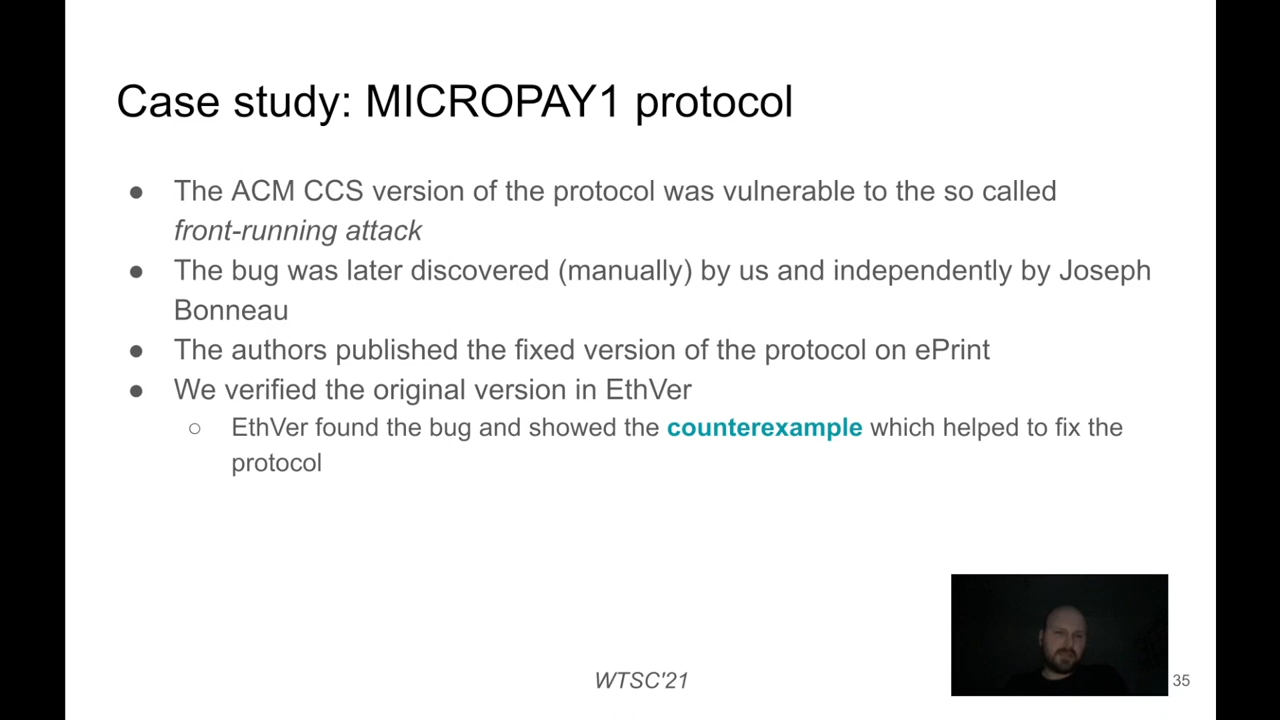 Case study: MICROPAY1 protocol
● The ACM CCS version of the protocol was vulnerable to the so called
front-running attack
● The bug was later discovered (manually) by us and independently by Joseph
Bonneau
● The authors published the fixed version of the protocol on ePrint
● We verified the original version in EthVer
○ EthVer found the bug and showed the counterexample which helped to fix the
protocol
WTSC'21
35